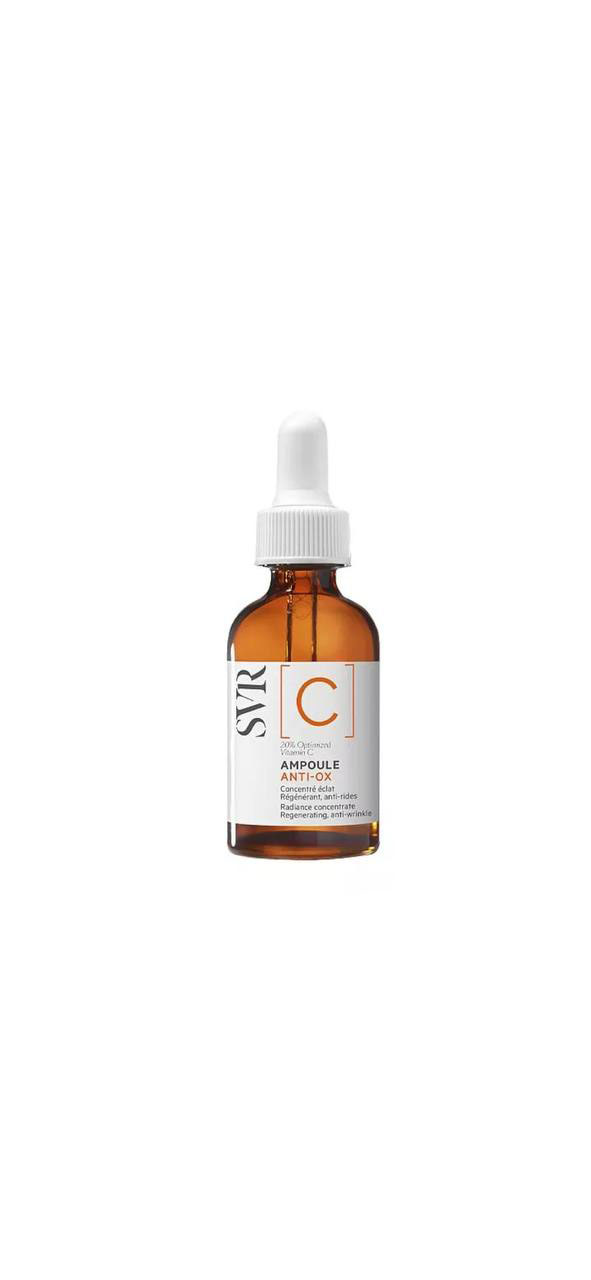 SVR
[C]
20% Optimized
Vitamin C
AMPOULE
ANTI-OX
Concentré éclat
Régénérant, anti-rides
Radiance concentrate
Regenerating, anti-wrinkle